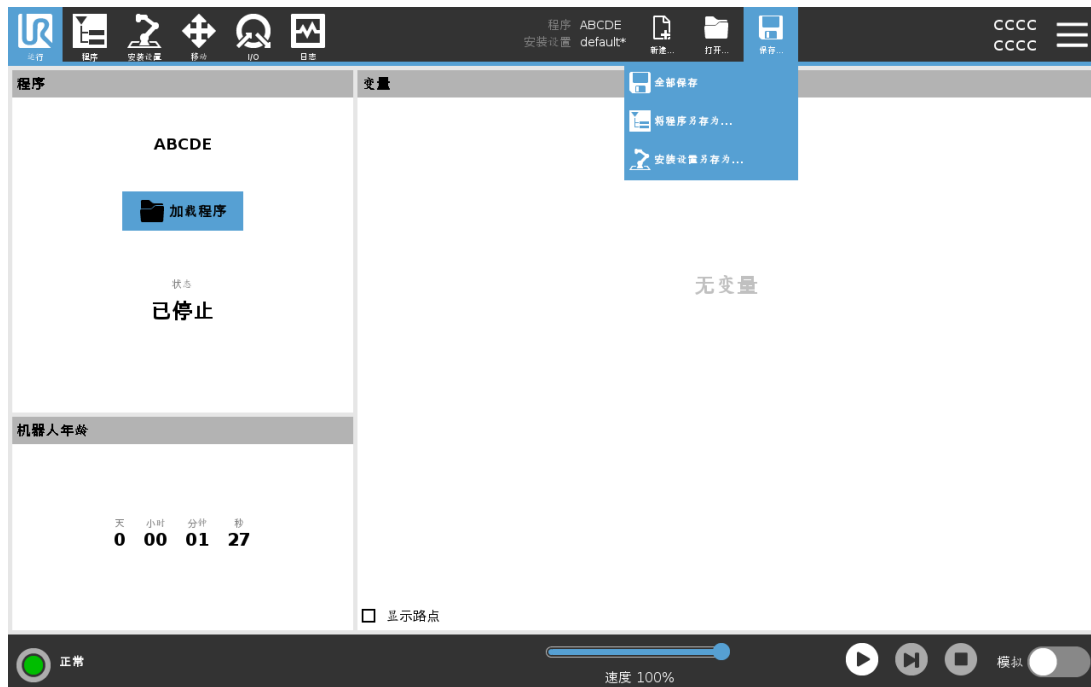 UR
运行 程序 安装设置 移动 I/O 日志
程序 ABCDE
安装设置 default*
新建... 打开... 保存...
CCCC
CCCC
全部保存
将程序另存为...
安装设置另存为...
程序
ABCDE
加载程序
状态
已停止
变量
无变量
机器人年龄
天 小时 分钟 秒
0 00 01 27
显示路点
正常
速度 100%
模拟